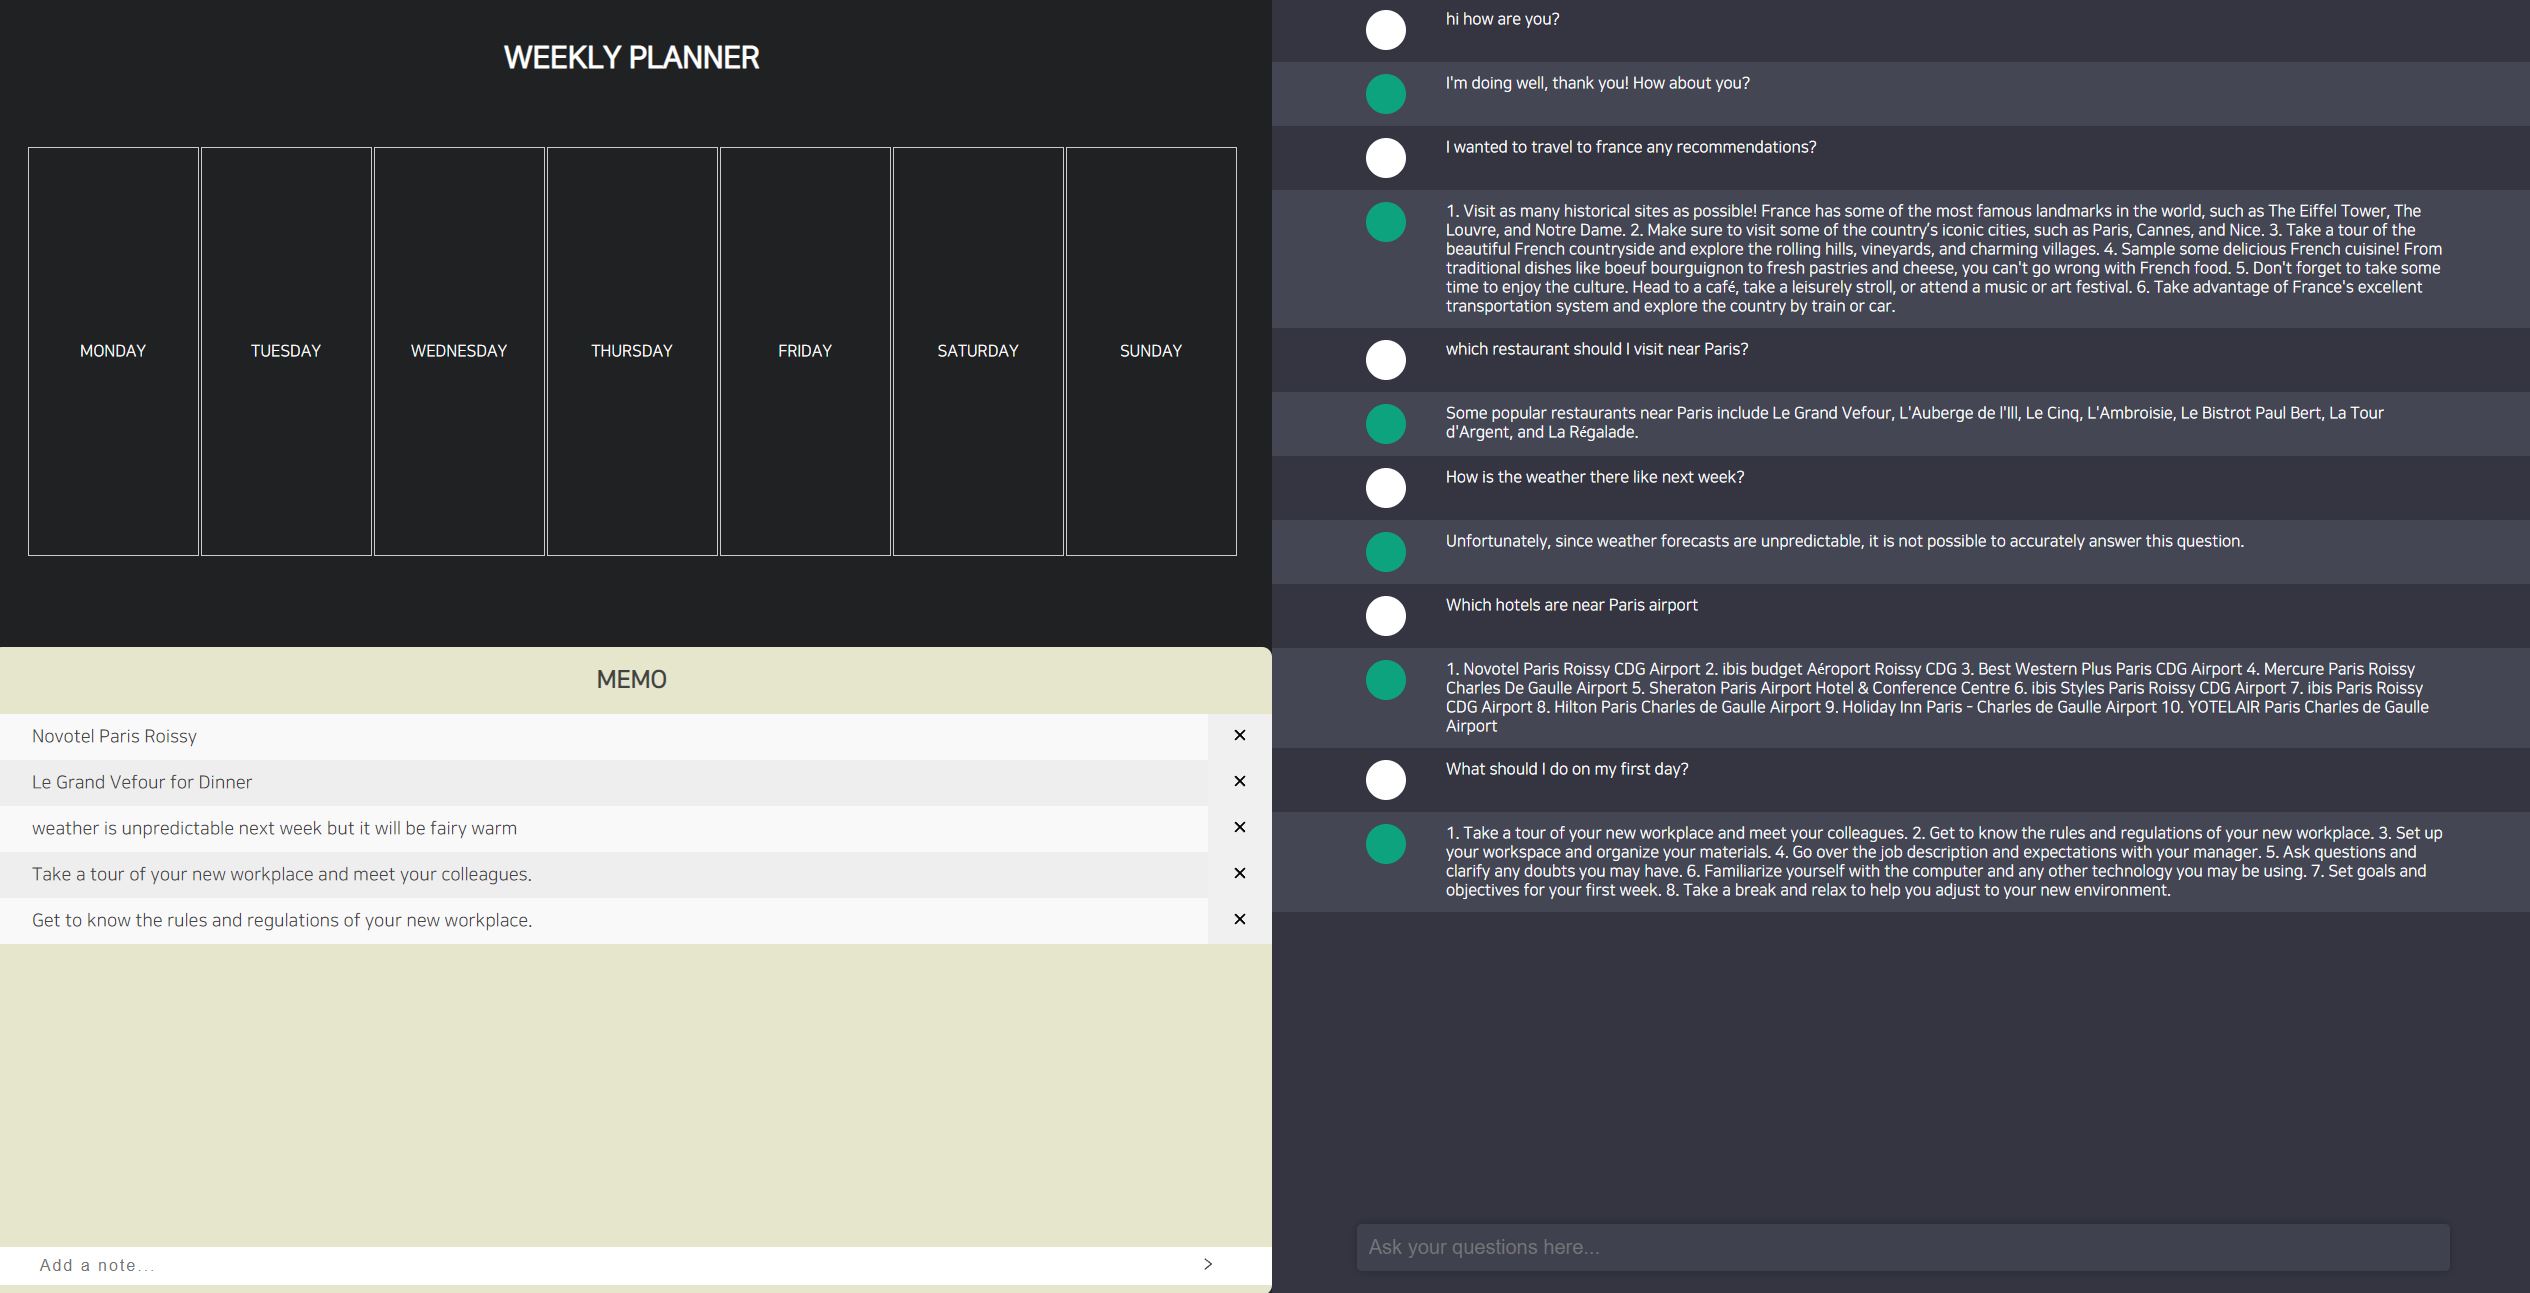 WEEKLY PLANNER
MONDAY
TUESDAY
WEDNESDAY
THURSDAY
FRIDAY
SATURDAY
SUNDAY
MEMO
Novotel Paris Roissy
Le Grand Vefour for Dinner
weather is unpredictable next week but it will be fairy warm
Take a tour of your new workplace and meet your colleagues.
Get to know the rules and regulations of your new workplace.
Add a note...
hi how are you?
I'm doing well, thank you! How about you?
I wanted to travel to france any recommendations?
1. Visit as many historical sites as possible! France has some of the most famous landmarks in the world, such as The Eiffel Tower, The
Louvre, and Notre Dame. 2. Make sure to visit some of the country's iconic cities, such as Paris, Cannes, and Nice. 3. Take a tour of the
beautiful French countryside and explore the rolling hills, vineyards, and charming villages. 4. Sample some delicious French cuisine! From
traditional dishes like boeuf bourguignon to fresh pastries and cheese, you can't go wrong with French food. 5. Don't forget to take some
time to enjoy the culture. Head to a café, take a leisurely stroll, or attend a music or art festival. 6. Take advantage of France's excellent
transportation system and explore the country by train or car.
which restaurant should I visit near Paris?
Some popular restaurants near Paris include Le Grand Vefour, L'Auberge de l'Ill, Le Cinq, L'Ambroisie, Le Bistrot Paul Bert, La Tour
d'Argent, and La Régalade.
How is the weather there like next week?
Unfortunately, since weather forecasts are unpredictable, it is not possible to accurately answer this question.
Which hotels are near Paris airport
1. Novotel Paris Roissy CDG Airport 2. ibis budget Aéroport Roissy CDG 3. Best Western Plus Paris CDG Airport 4. Mercure Paris Roissy
Charles De Gaulle Airport 5. Sheraton Paris Airport Hotel & Conference Centre 6. ibis Styles Paris Roissy CDG Airport 7. ibis Paris Roissy
CDG Airport 8. Hilton Paris Charles de Gaulle Airport 9. Holiday Inn Paris - Charles de Gaulle Airport 10. YOTELAIR Paris Charles de Gaulle
Airport
What should I do on my first day?
1. Take a tour of your new workplace and meet your colleagues. 2. Get to know the rules and regulations of your new workplace. 3. Set up
your workspace and organize your materials. 4. Go over the job description and expectations with your manager. 5. Ask questions and
clarify any doubts you may have. 6. Familiarize yourself with the computer and any other technology you may be using. 7. Set goals and
objectives for your first week. 8. Take a break and relax to help you adjust to your new environment.
Ask your questions here...